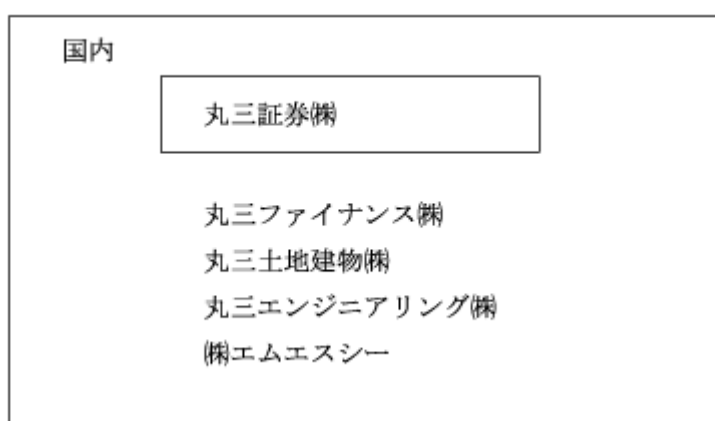 国内
丸三証券㈱
丸三ファイナンス㈱
丸三土地建物㈱
丸三エンジニアリング㈱
㈱エムエスシー